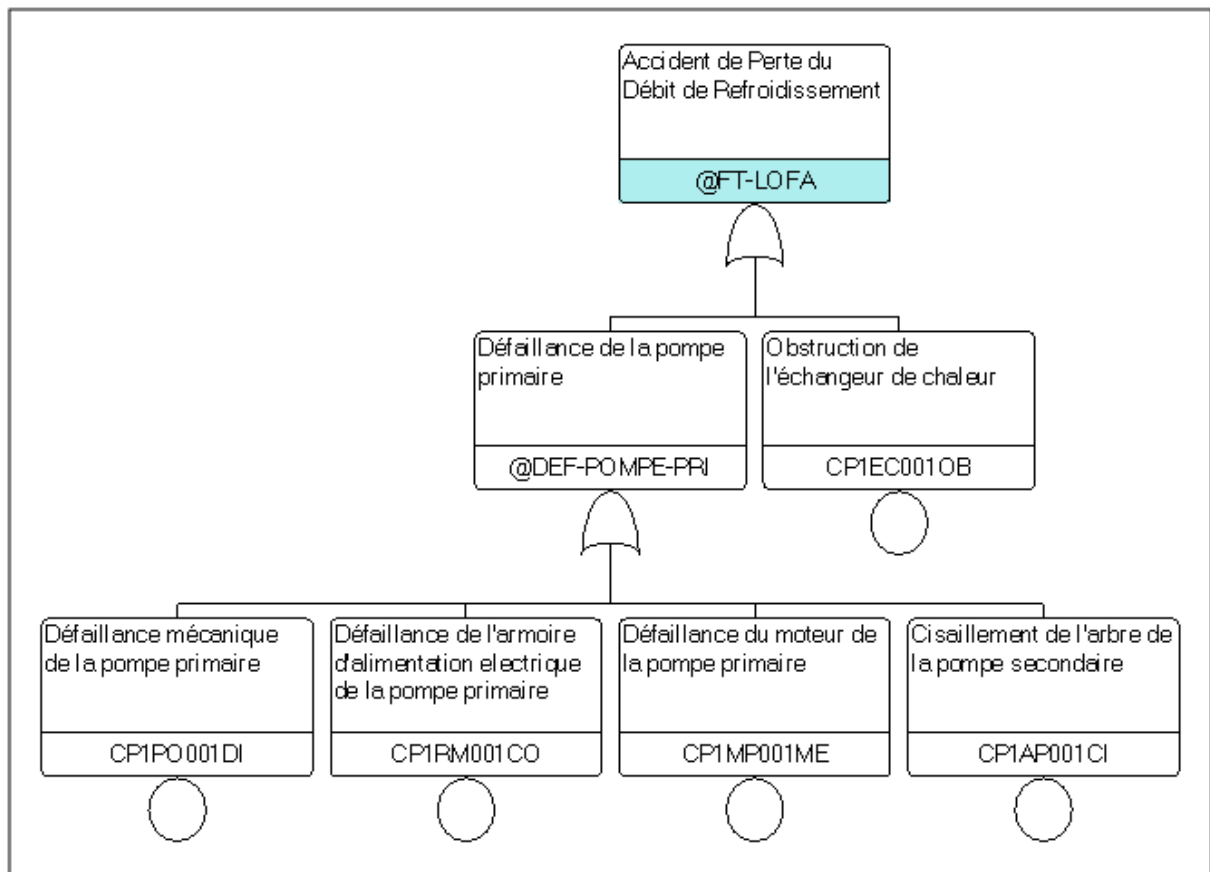 Accident de Perte du
Débit de Refroidissement
@FT-LOFA
Défaillance de la pompe
primaire
@DEF-POMPE-PRI
Obstruction de
l'échangeur de chaleur
CP1EC001OB
Défaillance mécanique
de la pompe primaire
CP1PO001DI
Défaillance de l'armoire
d'alimentation electrique
de la pompe primaire
CP1RM001CO
Défaillance du moteur de
la pompe primaire
CP1MP001ME
Cisaillement de l'arbre de
la pompe secondaire
CP1AP001CI